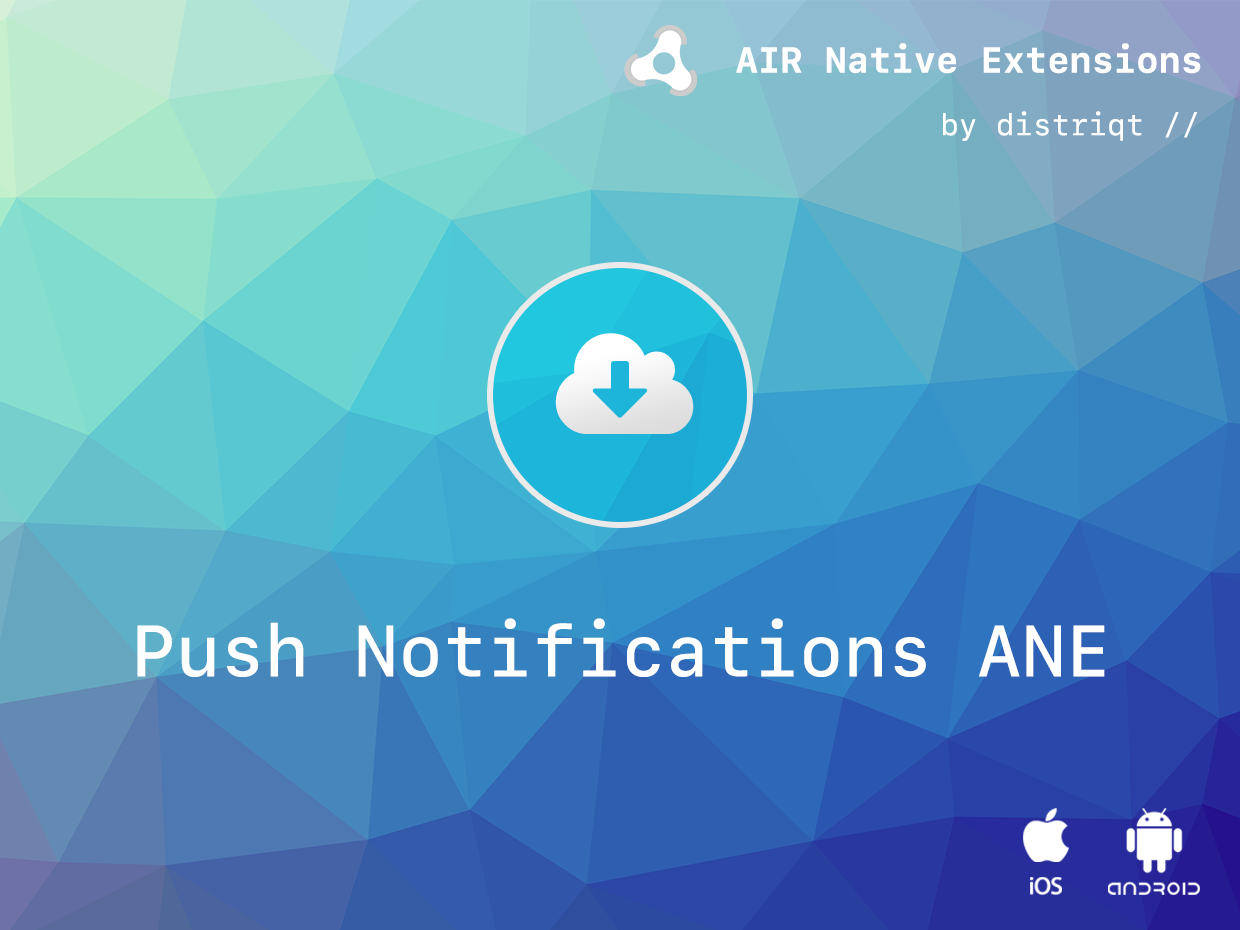 AIR Native Extensions
by distriqt //
Push Notifications ANE
iOS
ANDROID